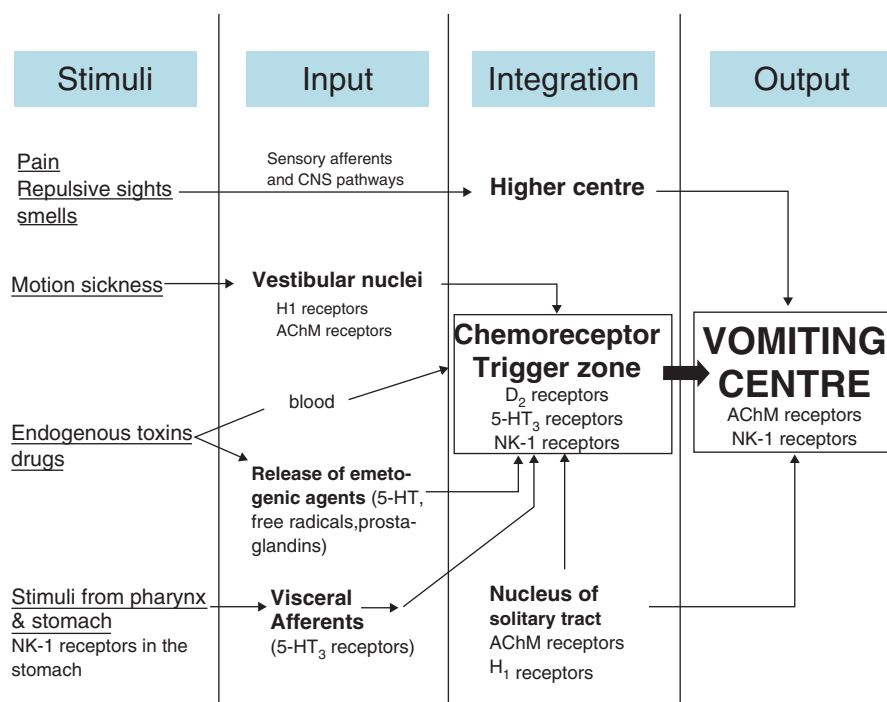 Stimuli
Input
Integration
Output
Pain
Repulsive sights
smells
Sensory afferents
and CNS pathways
Higher centre
Motion sickness
Vestibular nuclei
H1 receptors
AChM receptors
Chemoreceptor
Trigger zone
D₂ receptors
5-HT₃ receptors
NK-1 receptors
VOMITING
CENTRE
AChM receptors
NK-1 receptors
blood
Endogenous toxins
drugs
Release of emeto-
genic agents (5-HT,
free radicals,prosta-
glandins)
Stimuli from pharynx
& stomach
NK-1 receptors in the
stomach
Visceral
Afferents
(5-HT₃ receptors)
Nucleus of
solitary tract
AChM receptors
H₁ receptors